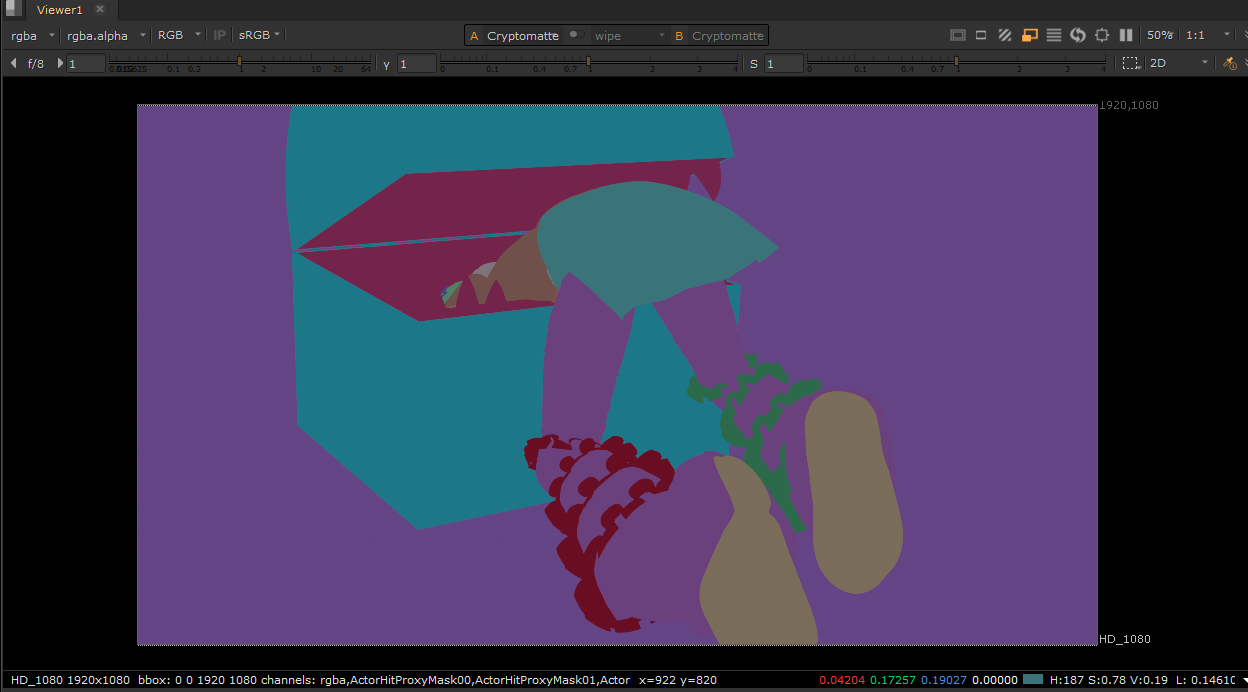 Viewer1
rgba rgba.alpha RGB IP sRGB A Cryptomatte wipe B Cryptomatte 50% 1:1
f/8 1 γ 1 S 1 2D
0.1 0.2 1 2 10 20 64 0 0.1 0.4 0.7 1 2 3 4 0 0.1 0.4 0.7 1 2 3 4
1920,1080
HD_1080
HD_1080 1920x1080 bbox: 0 0 1920 1080 channels: rgba,ActorHitProxyMask00,ActorHitProxyMask01,Actor x=922 y=820 0.04204 0.17257 0.19027 0.00000 H:187 S:0.78 V:0.19 L: 0.14610